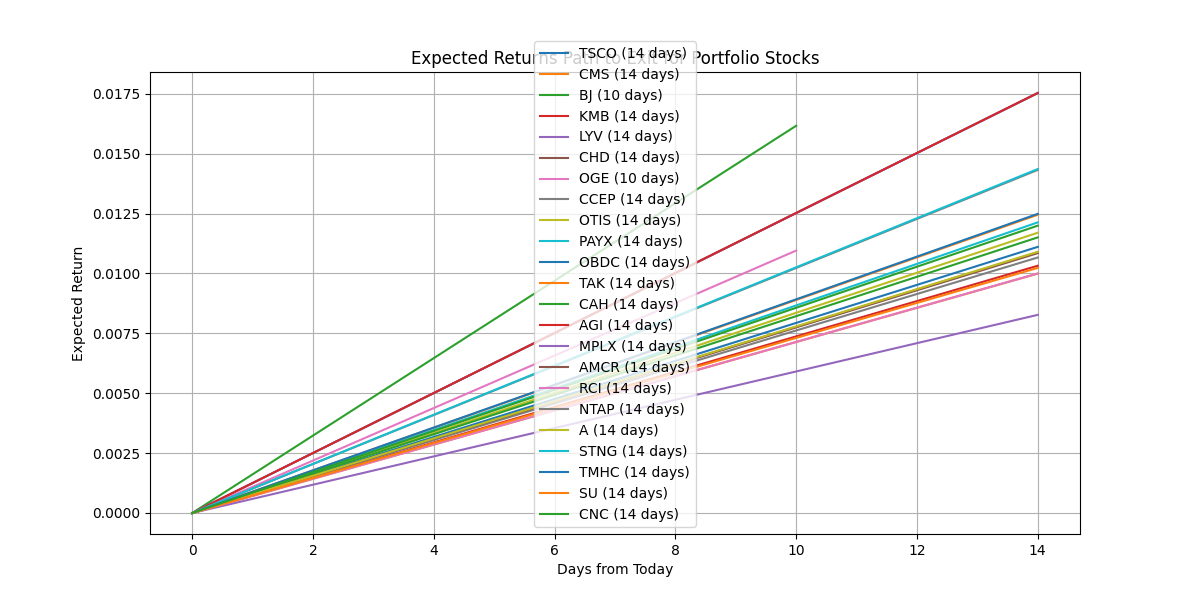 Expected Returns Path to Exit for Portfolio Stocks
TSCO (14 days)
CMS (14 days)
BJ (10 days)
KMB (14 days)
LYV (14 days)
CHD (14 days)
OGE (10 days)
CCEP (14 days)
OTIS (14 days)
PAYX (14 days)
OBDC (14 days)
TAK (14 days)
CAH (14 days)
AGI (14 days)
MPLX (14 days)
AMCR (14 days)
RCI (14 days)
NTAP (14 days)
A (14 days)
STNG (14 days)
TMHC (14 days)
SU (14 days)
CNC (14 days)
Expected Return
0.0175
0.0150
0.0125
0.0100
0.0075
0.0050
0.0025
0.0000
0 2 4 6 8 10 12 14
Days from Today